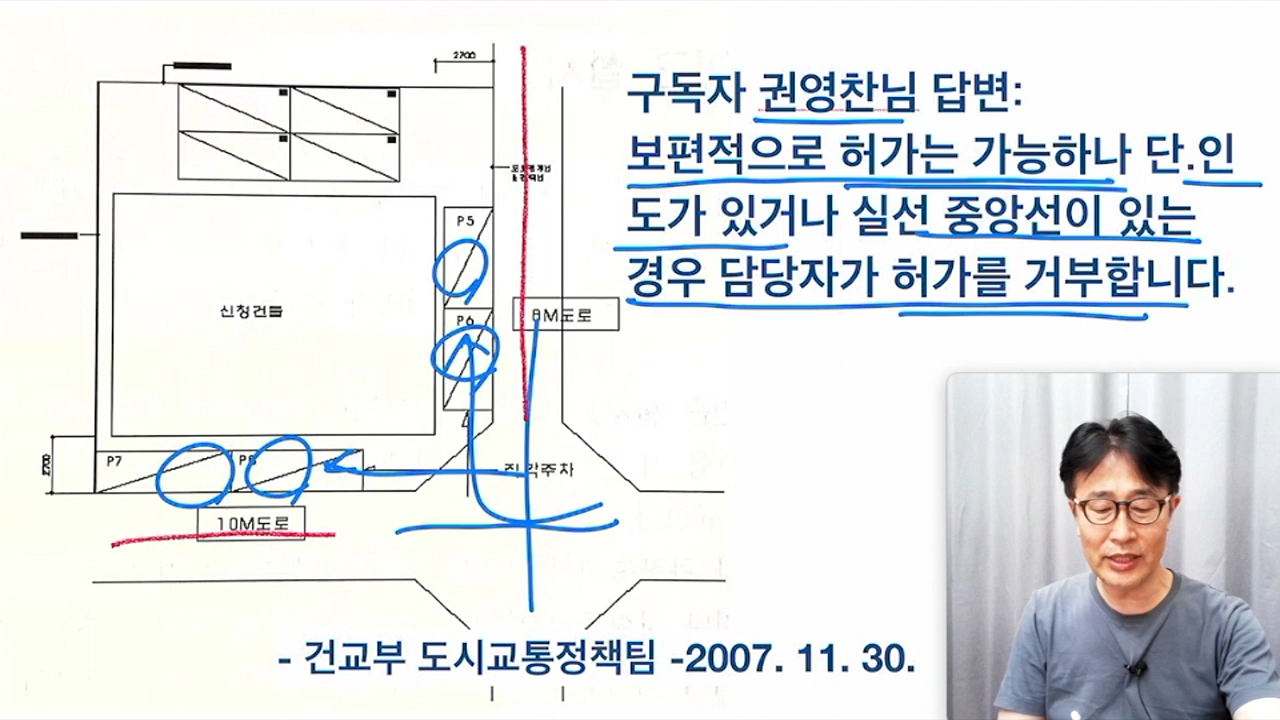 2700
구독자 권영찬님 답변:
보편적으로 허가는 가능하나 단.인
도가 있거나 실선 중앙선이 있는
경우 담당자가 허가를 거부합니다.
P5
신청건물
P6
8M도로
P7
2700
직각주차
10M도로
- 건교부 도시교통정책팀 -2007. 11. 30.